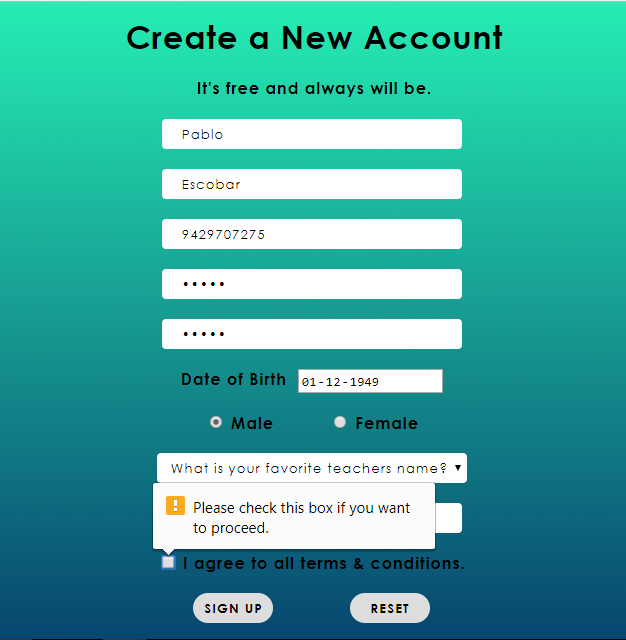 Create a New Account
It's free and always will be.
Pablo
Escobar
9429707275
•••••
•••••
Date of Birth 01-12-1949
Male Female
What is your favorite teachers name?
Please check this box if you want
to proceed.
I agree to all terms & conditions.
SIGN UP RESET